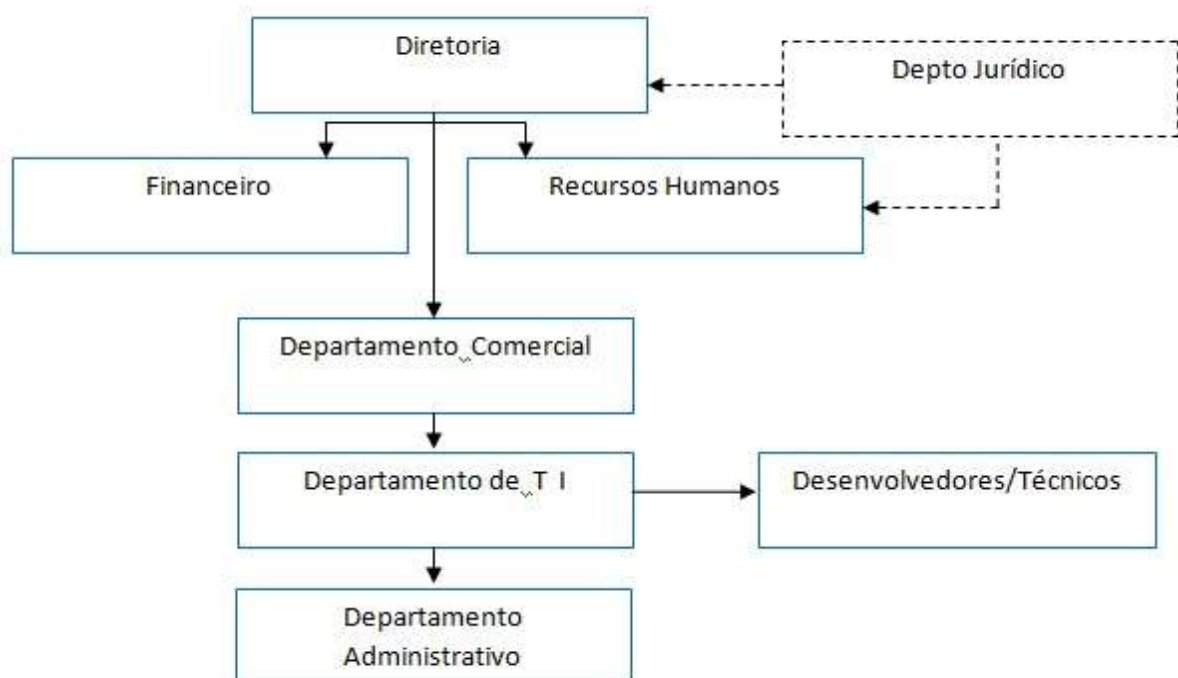 Diretoria
Depto Jurídico
Financeiro
Recursos Humanos
Departamento Comercial
Departamento de T I
Desenvolvedores/Técnicos
Departamento
Administrativo